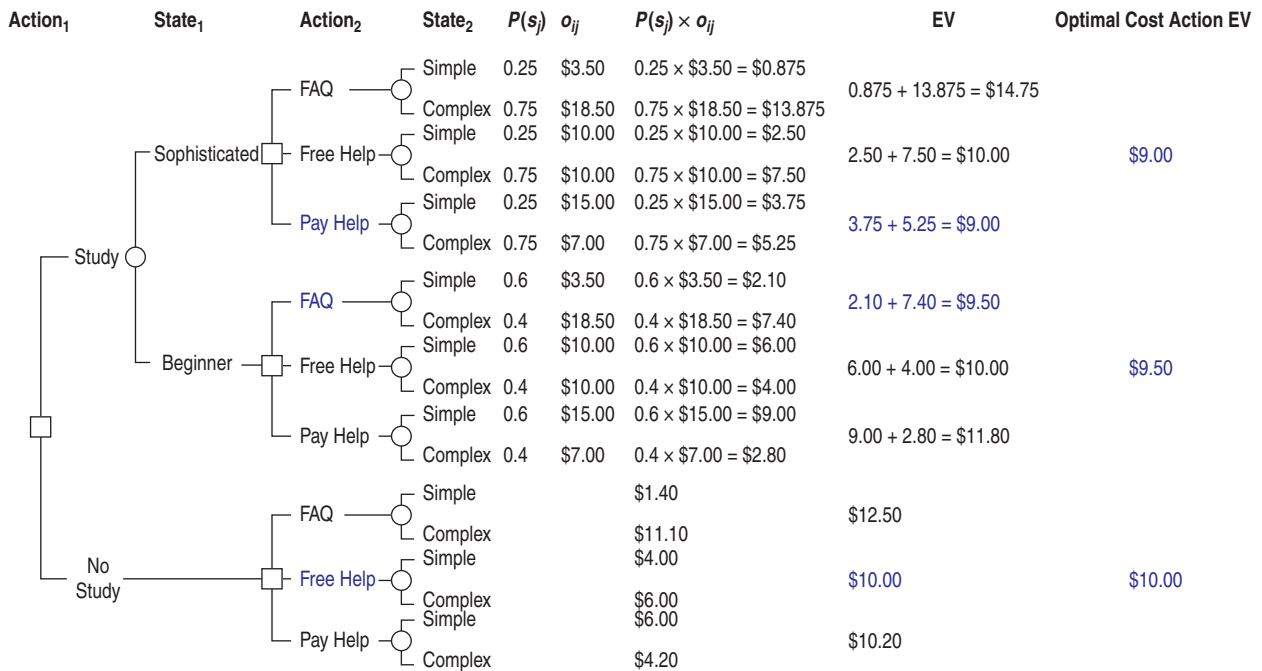 Action₁ State₁ Action₂ State₂ P(sⱼ) oᵢⱼ P(sⱼ) × oᵢⱼ EV Optimal Cost Action EV
Simple 0.25 $3.50 0.25 × $3.50 = $0.875
FAQ 0.875 + 13.875 = $14.75
Complex 0.75 $18.50 0.75 × $18.50 = $13.875
Simple 0.25 $10.00 0.25 × $10.00 = $2.50
Sophisticated Free Help 2.50 + 7.50 = $10.00 $9.00
Complex 0.75 $10.00 0.75 × $10.00 = $7.50
Simple 0.25 $15.00 0.25 × $15.00 = $3.75
Pay Help 3.75 + 5.25 = $9.00
Complex 0.75 $7.00 0.75 × $7.00 = $5.25
Study
Simple 0.6 $3.50 0.6 × $3.50 = $2.10
FAQ 2.10 + 7.40 = $9.50
Complex 0.4 $18.50 0.4 × $18.50 = $7.40
Simple 0.6 $10.00 0.6 × $10.00 = $6.00
Beginner Free Help 6.00 + 4.00 = $10.00 $9.50
Complex 0.4 $10.00 0.4 × $10.00 = $4.00
Simple 0.6 $15.00 0.6 × $15.00 = $9.00
Pay Help 9.00 + 2.80 = $11.80
Complex 0.4 $7.00 0.4 × $7.00 = $2.80
Simple $1.40
FAQ $12.50
Complex $11.10
Simple $4.00
No
Study Free Help $10.00 $10.00
Complex $6.00
Simple $6.00
Pay Help $10.20
Complex $4.20